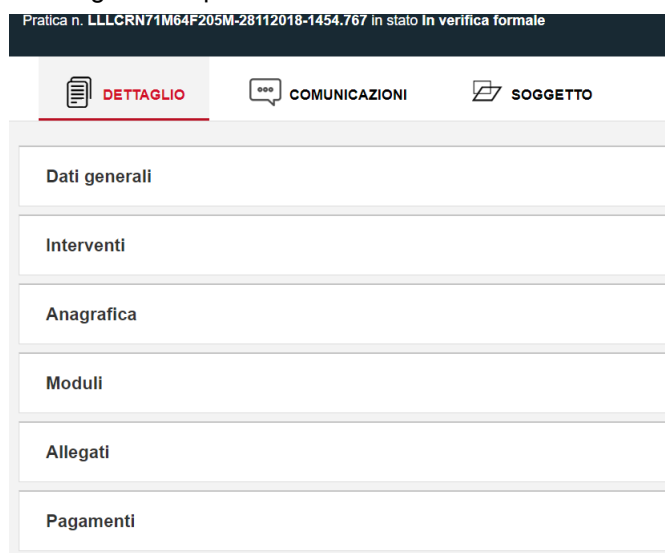 Pratica n. LLLCRN71M64F205M-28112018-1454.767 in stato In verifica formale
DETTAGLIO COMUNICAZIONI SOGGETTO
Dati generali
Interventi
Anagrafica
Moduli
Allegati
Pagamenti